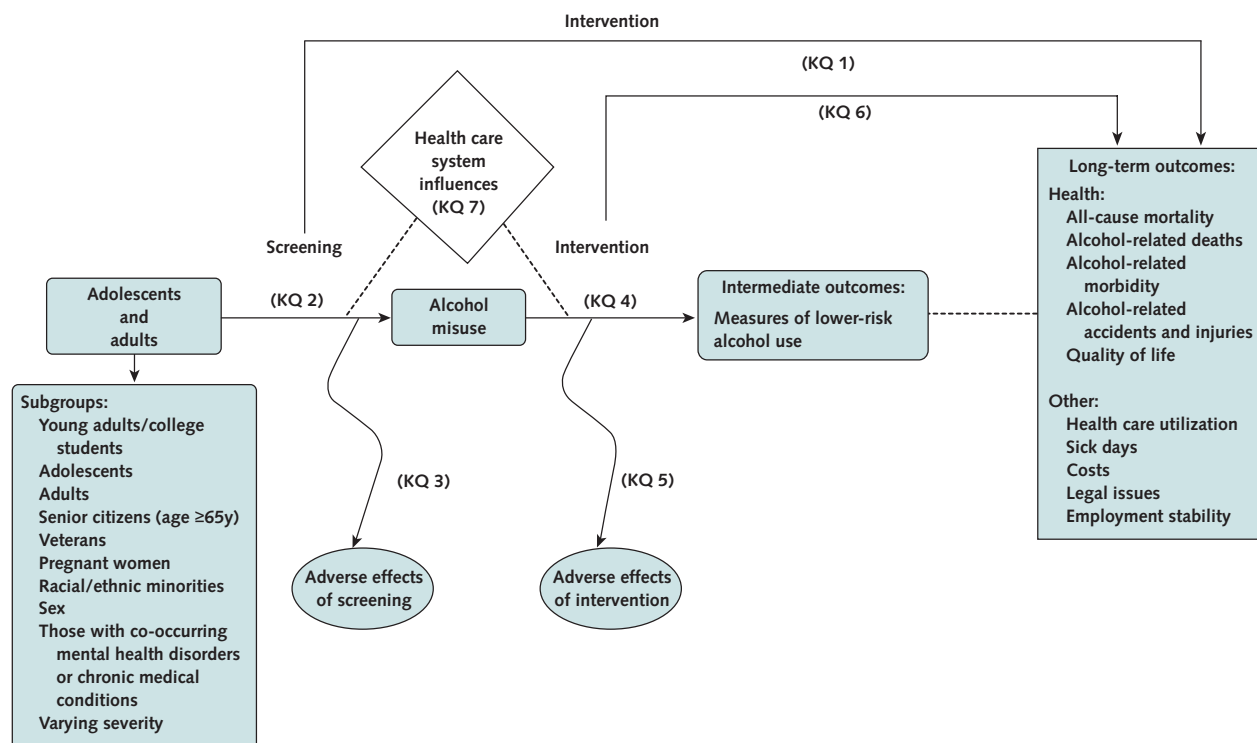 Intervention
(KQ 1)
(KQ 6)
Health care
system
influences
(KQ 7)
Screening
Intervention
Adolescents
and
adults
(KQ 2)
Alcohol
misuse
(KQ 4)
Intermediate outcomes:
Measures of lower-risk
alcohol use
Long-term outcomes:
Health:
All-cause mortality
Alcohol-related deaths
Alcohol-related
morbidity
Alcohol-related
accidents and injuries
Quality of life
Other:
Health care utilization
Sick days
Costs
Legal issues
Employment stability
Subgroups:
Young adults/college
students
Adolescents
Adults
Senior citizens (age ≥65y)
Veterans
Pregnant women
Racial/ethnic minorities
Sex
Those with co-occurring
mental health disorders
or chronic medical
conditions
Varying severity
(KQ 3)
(KQ 5)
Adverse effects
of screening
Adverse effects
of intervention